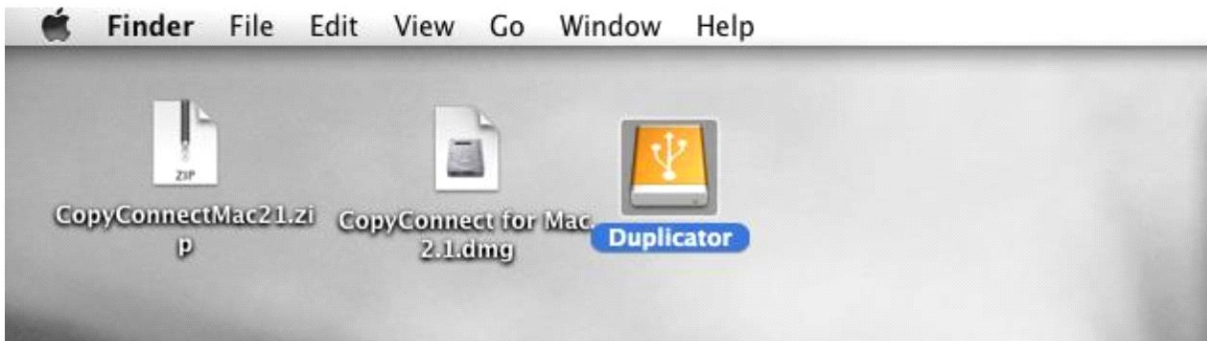 Finder File Edit View Go Window Help
ZIP
CopyConnectMac21.zi
p
CopyConnect for Mac.
2.1.dmg
Duplicator